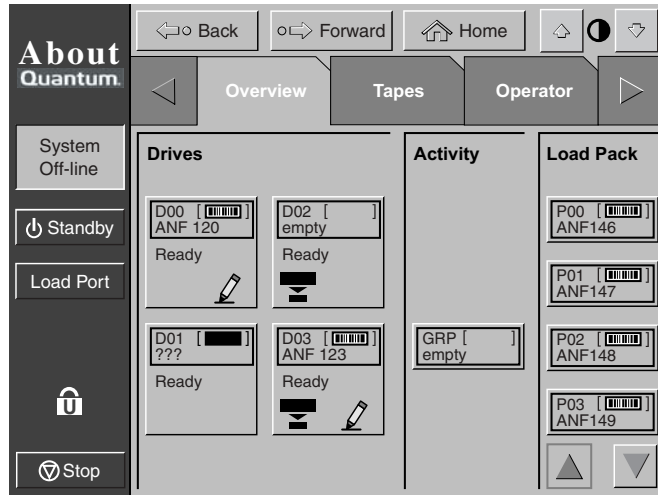 About
Quantum.
Back
Forward
Home
Overview
Tapes
Operator
System
Off-line
Standby
Load Port
U
Stop
Drives
D00 [ ]
ANF 120
Ready
D02 [ ]
empty
Ready
D01 [ ]
???
Ready
D03 [ ]
ANF 123
Ready
Activity
GRP [ ]
empty
Load Pack
P00 [ ]
ANF146
P01 [ ]
ANF147
P02 [ ]
ANF148
P03 [ ]
ANF149